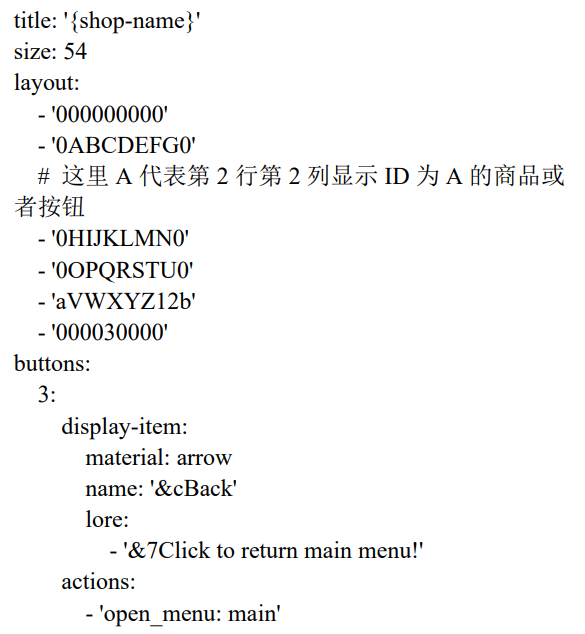 title: '{shop-name}'
size: 54
layout:
- '000000000'
- '0ABCDEFG0'
# 这里 A 代表第 2 行第 2 列显示 ID 为 A 的商品或
者按钮
- '0HIJKLMN0'
- '0OPQRSTU0'
- 'aVWXYZ12b'
- '000030000'
buttons:
3:
display-item:
material: arrow
name: '&cBack'
lore:
- '&7Click to return main menu!'
actions:
- 'open_menu: main'